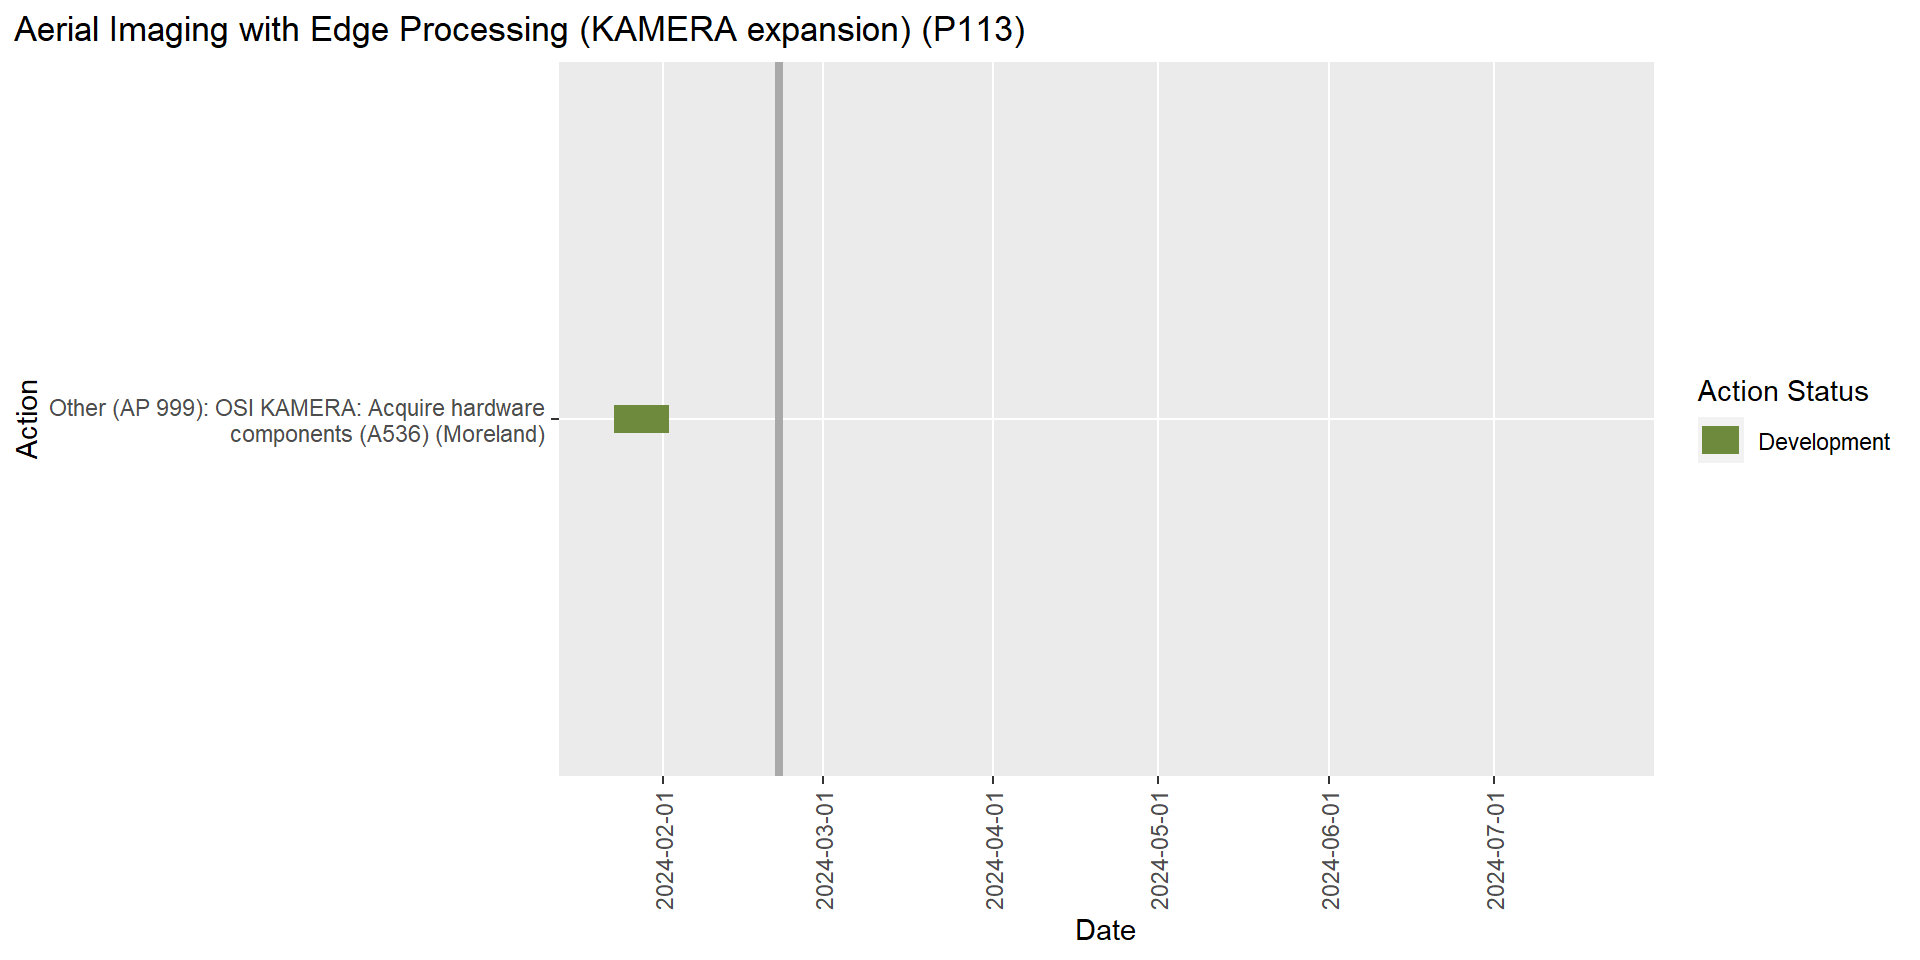 Aerial Imaging with Edge Processing (KAMERA expansion) (P113)
Action
Other (AP 999): OSI KAMERA: Acquire hardware
components (A536) (Moreland)
Action Status
Development
2024-02-01
2024-03-01
2024-04-01
2024-05-01
2024-06-01
2024-07-01
Date